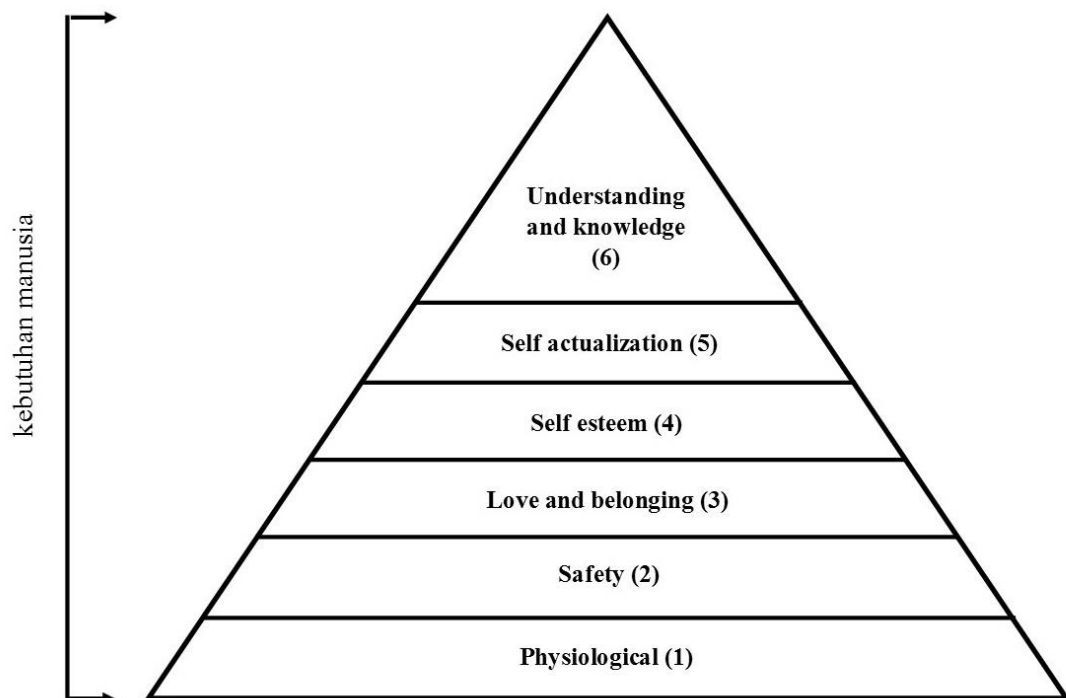 kebutuhan manusia
Understanding
and knowledge
(6)
Self actualization (5)
Self esteem (4)
Love and belonging (3)
Safety (2)
Physiological (1)